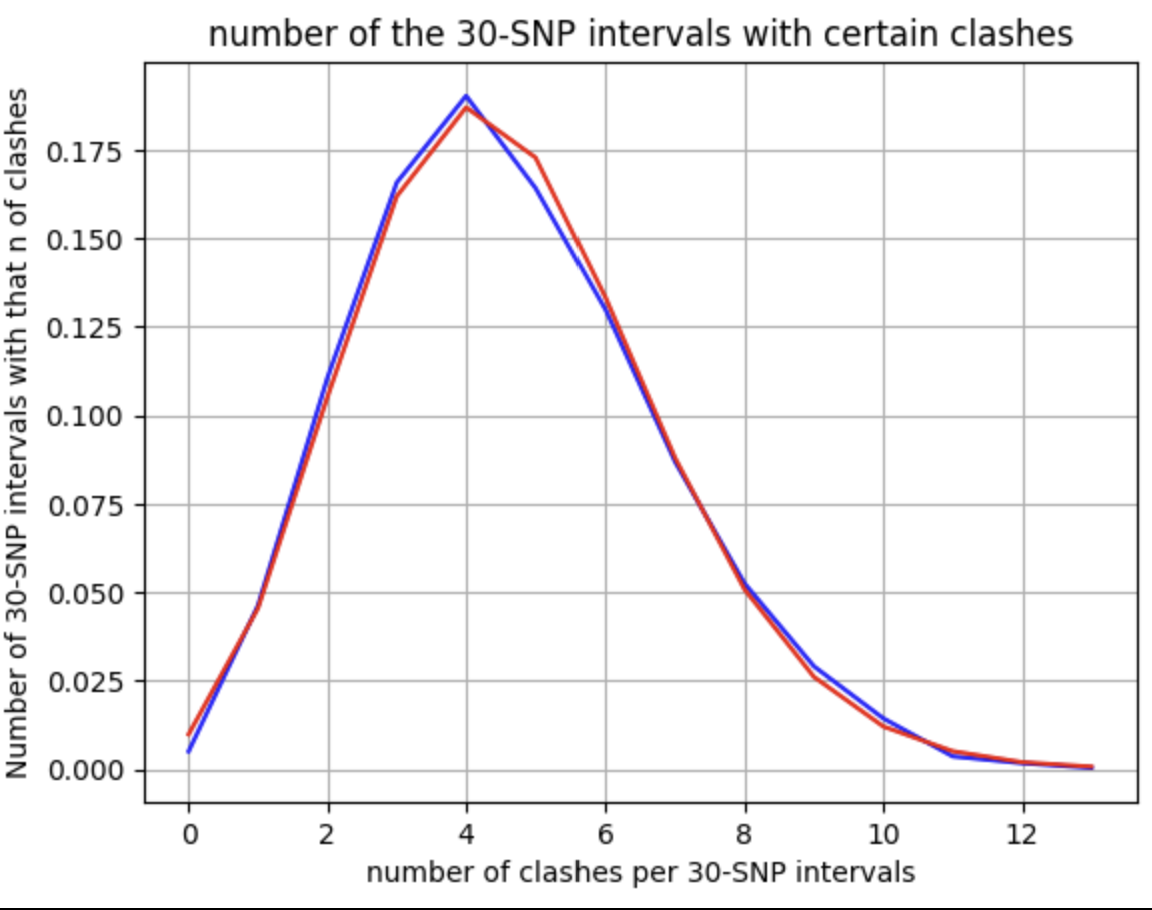 number of the 30-SNP intervals with certain clashes
Number of 30-SNP intervals with that n of clashes
0.175
0.150
0.125
0.100
0.075
0.050
0.025
0.000
0 2 4 6 8 10 12
number of clashes per 30-SNP intervals